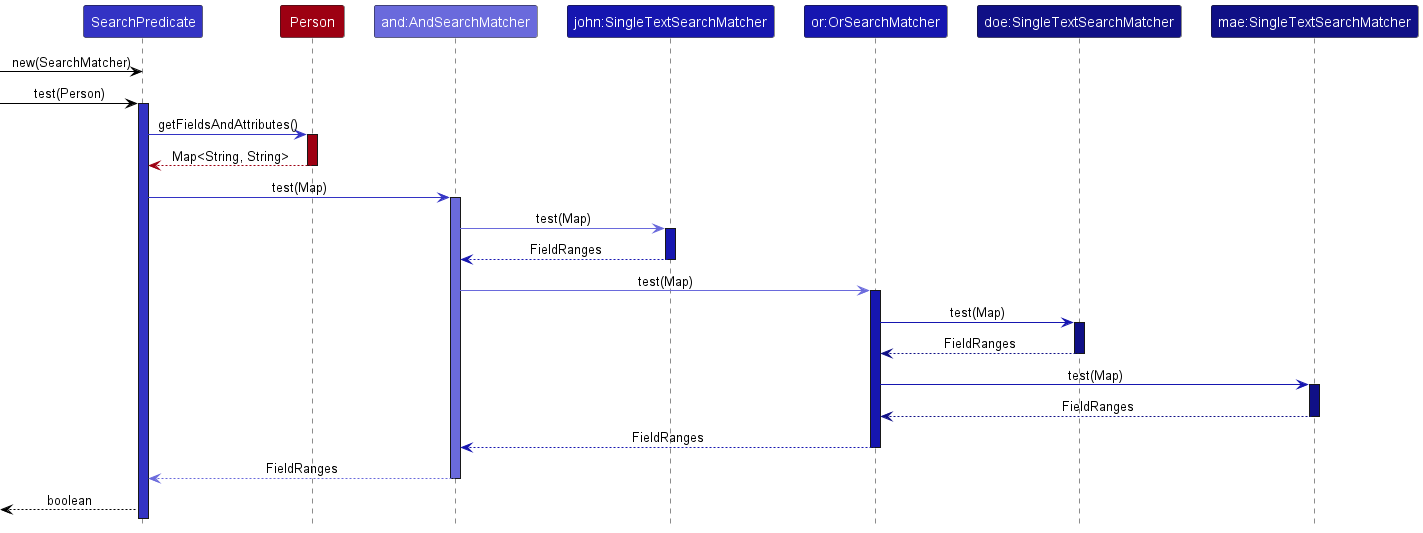 SearchPredicate
Person
and:AndSearchMatcher
john:SingleTextSearchMatcher
or:OrSearchMatcher
doe:SingleTextSearchMatcher
mae:SingleTextSearchMatcher
new(SearchMatcher)
test(Person)
getFieldsAndAttributes()
Map<String, String>
test(Map)
test(Map)
FieldRanges
test(Map)
test(Map)
FieldRanges
test(Map)
FieldRanges
FieldRanges
FieldRanges
boolean